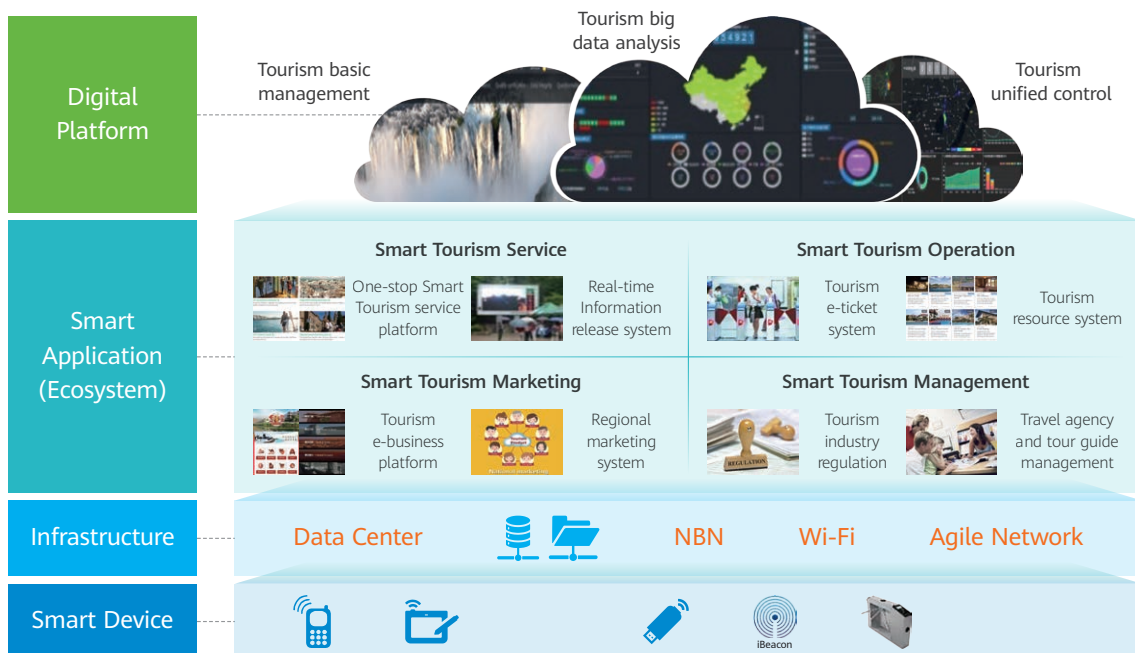 Digital
Platform
Tourism basic
management
Tourism big
data analysis
Tourism
unified control
54921
Smart
Application
(Ecosystem)
Smart Tourism Service
One-stop Smart
Tourism service
platform
Real-time
Information
release system
Smart Tourism Operation
Tourism
e-ticket
system
Tourism
resource system
Smart Tourism Marketing
Tourism
e-business
platform
Regional
marketing
system
Smart Tourism Management
REGULATION
Tourism
industry
regulation
Travel agency
and tour guide
management
Infrastructure
Data Center
NBN
Wi-Fi
Agile Network
Smart Device
iBeacon